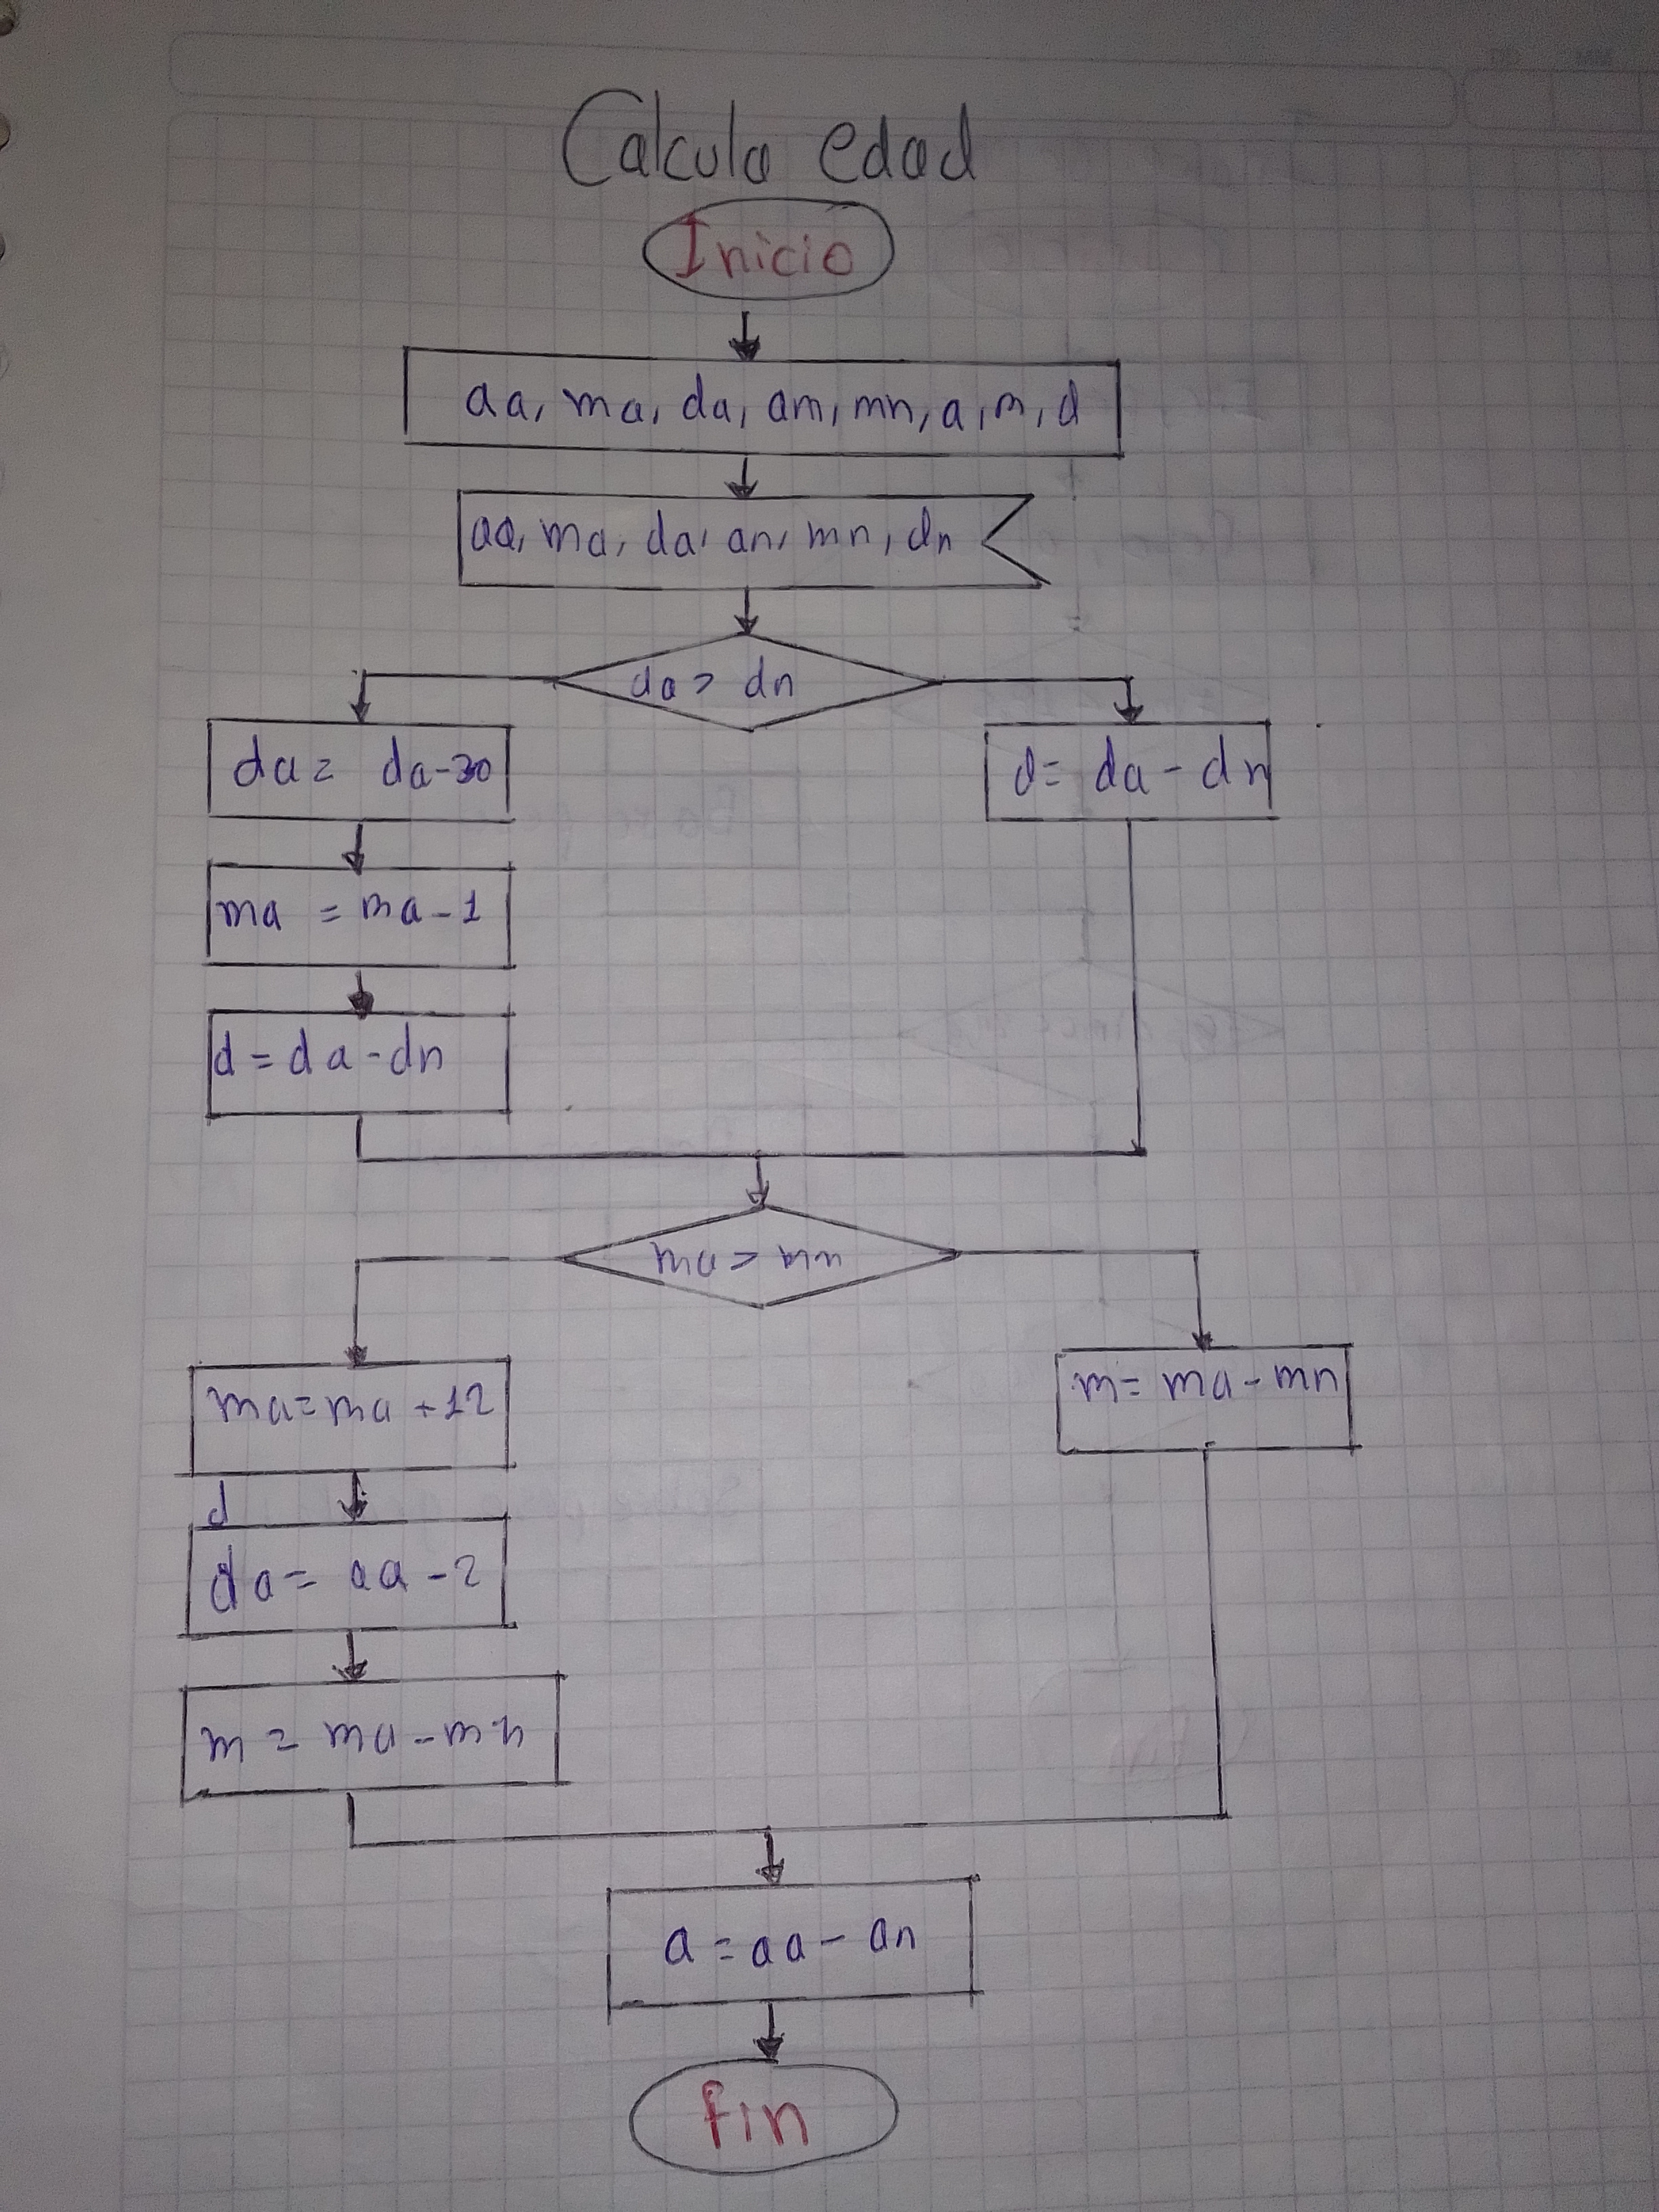 Calcula edad
Inicio
aa, ma, da, am, mn, a, m, d
aa, ma, da, an, mn, dn
da > dn
da = da-30
d = da - dn
ma = ma - 1
d = da - dn
ma > mn
ma = ma + 12
m = ma - mn
d
da = aa - 2
m = ma - mn
a = aa - an
fin